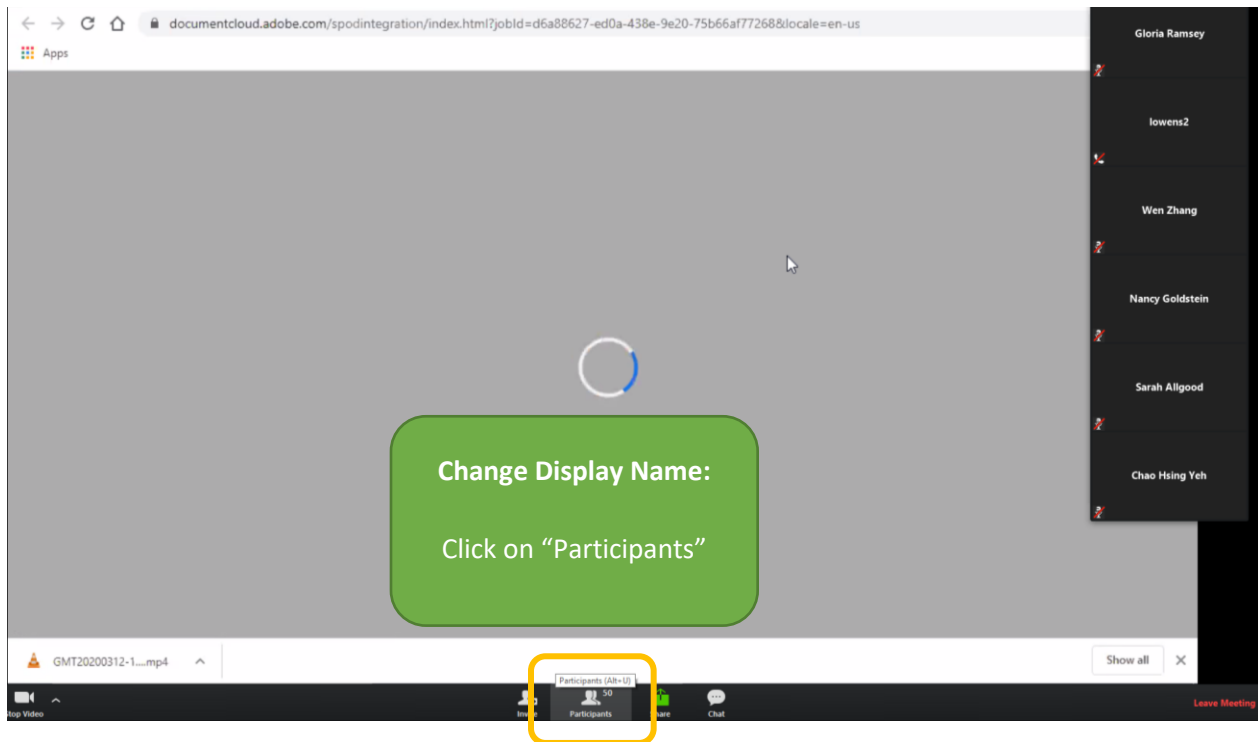 documentcloud.adobe.com/spodintegration/index.html?jobId=d6a88627-ed0a-438e-9e20-75b66af77268&locale=en-us
Apps
Gloria Ramsey
lowens2
Wen Zhang
Nancy Goldstein
Sarah Allgood
Chao Hsing Yeh
Change Display Name:
Click on “Participants”
GMT20200312-1....mp4
Show all
Participants (Alt+U)
50
Stop Video
Invite
Participants
Share
Chat
Leave Meeting